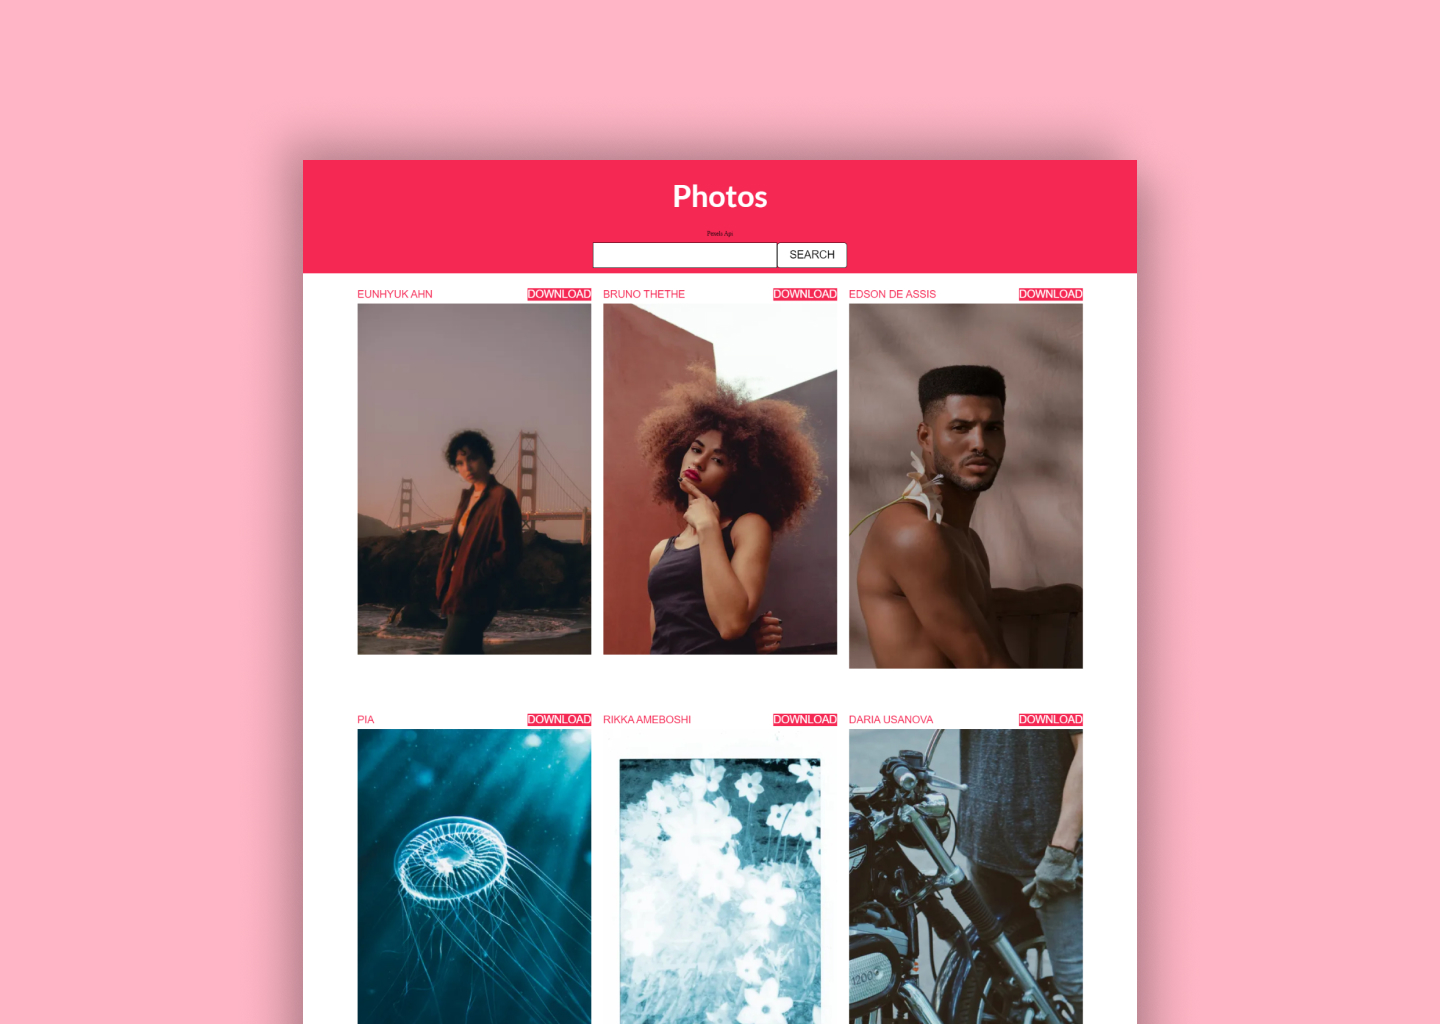 Photos
Pexels Api
SEARCH
EUNHYUK AHN DOWNLOAD BRUNO THETHE DOWNLOAD EDSON DE ASSIS DOWNLOAD
PIA DOWNLOAD RIKKA AMEBOSHI DOWNLOAD DARIA USANOVA DOWNLOAD
1200